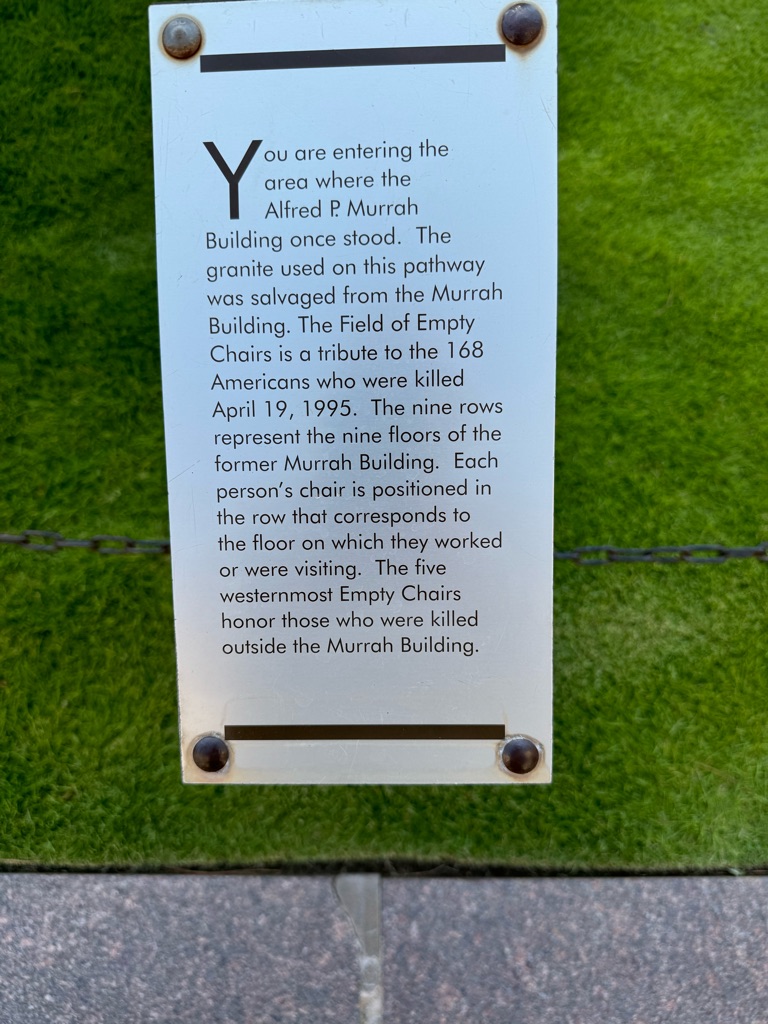 You are entering the
area where the
Alfred P. Murrah
Building once stood.  The
granite used on this pathway
was salvaged from the Murrah
Building. The Field of Empty
Chairs is a tribute to the 168
Americans who were killed
April 19, 1995.  The nine rows
represent the nine floors of the
former Murrah Building.  Each
person's chair is positioned in
the row that corresponds to
the floor on which they worked
or were visiting.  The five
westernmost Empty Chairs
honor those who were killed
outside the Murrah Building.